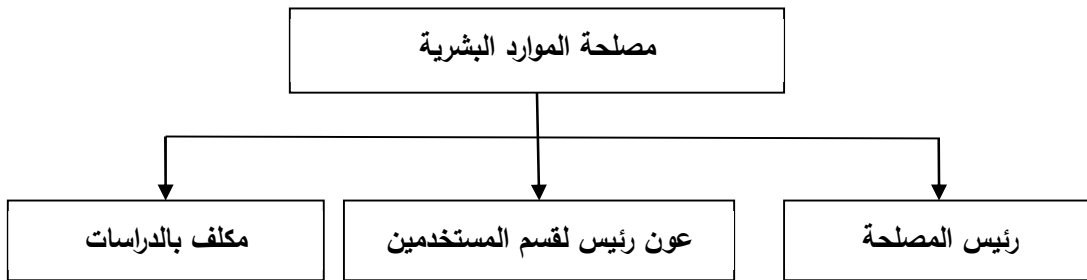 مصلحة الموارد البشرية
رئيس المصلحة
عون رئيس لقسم المستخدمين
مكلف بالدراسات